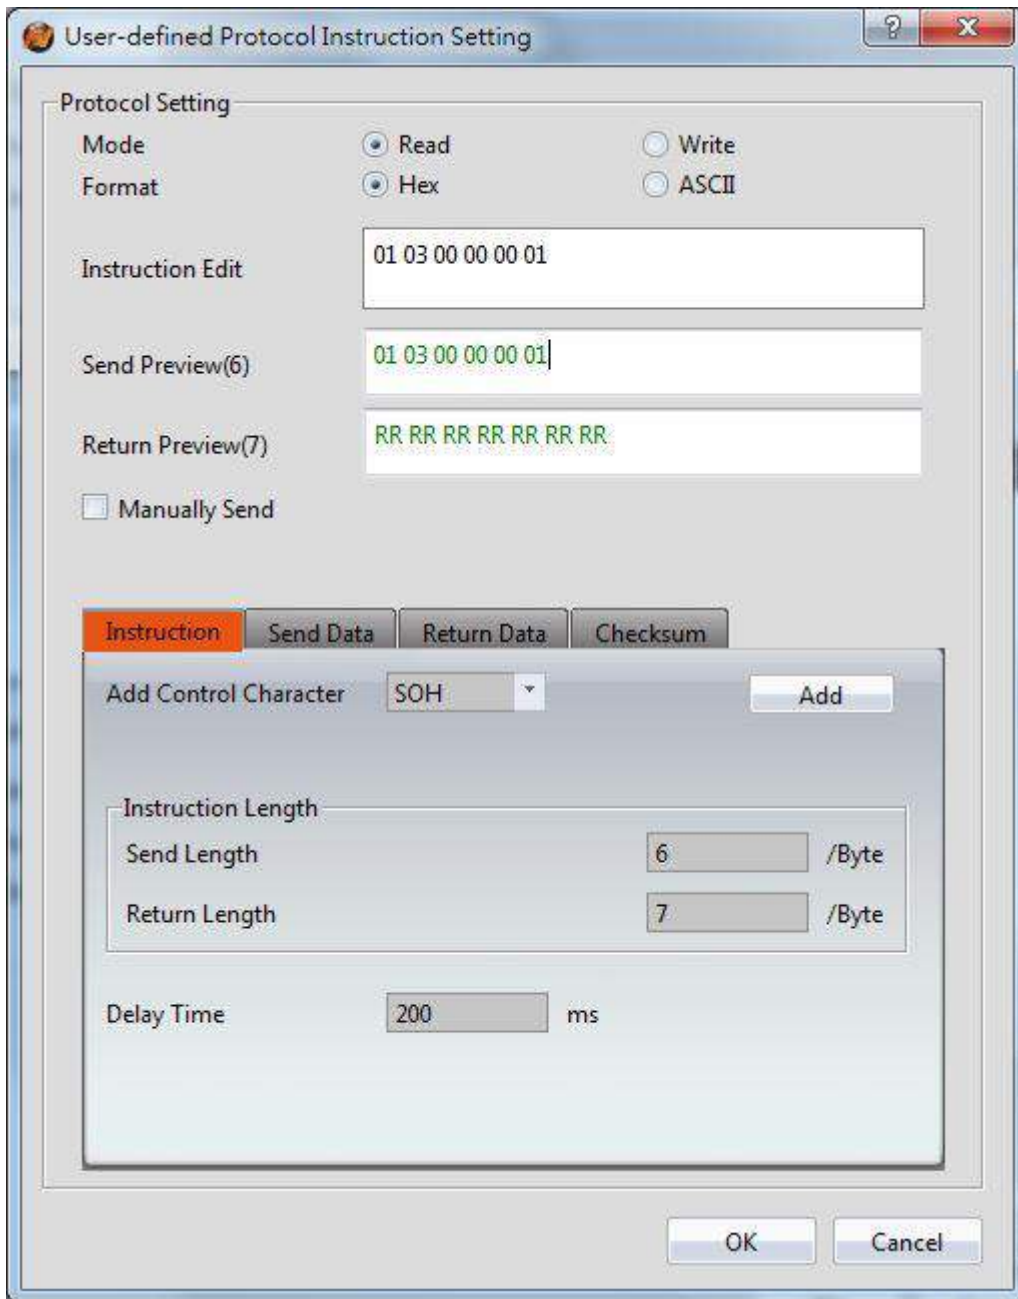 User-defined Protocol Instruction Setting
Protocol Setting
Mode Read Write
Format Hex ASCII
Instruction Edit 01 03 00 00 00 01
Send Preview(6) 01 03 00 00 00 01
Return Preview(7) RR RR RR RR RR RR RR
Manually Send
Instruction Send Data Return Data Checksum
Add Control Character SOH Add
Instruction Length
Send Length 6 /Byte
Return Length 7 /Byte
Delay Time 200 ms
OK Cancel